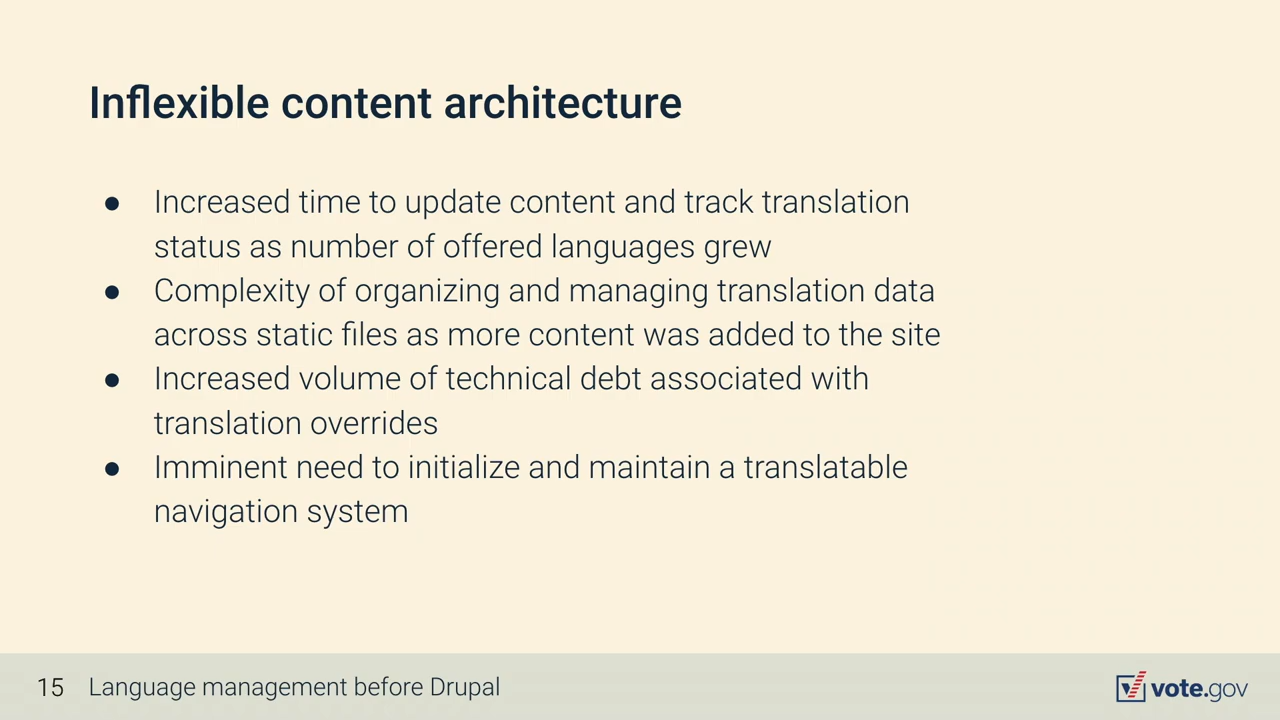 Inflexible content architecture
● Increased time to update content and track translation
status as number of offered languages grew
● Complexity of organizing and managing translation data
across static files as more content was added to the site
● Increased volume of technical debt associated with
translation overrides
● Imminent need to initialize and maintain a translatable
navigation system
15 Language management before Drupal
vote.gov